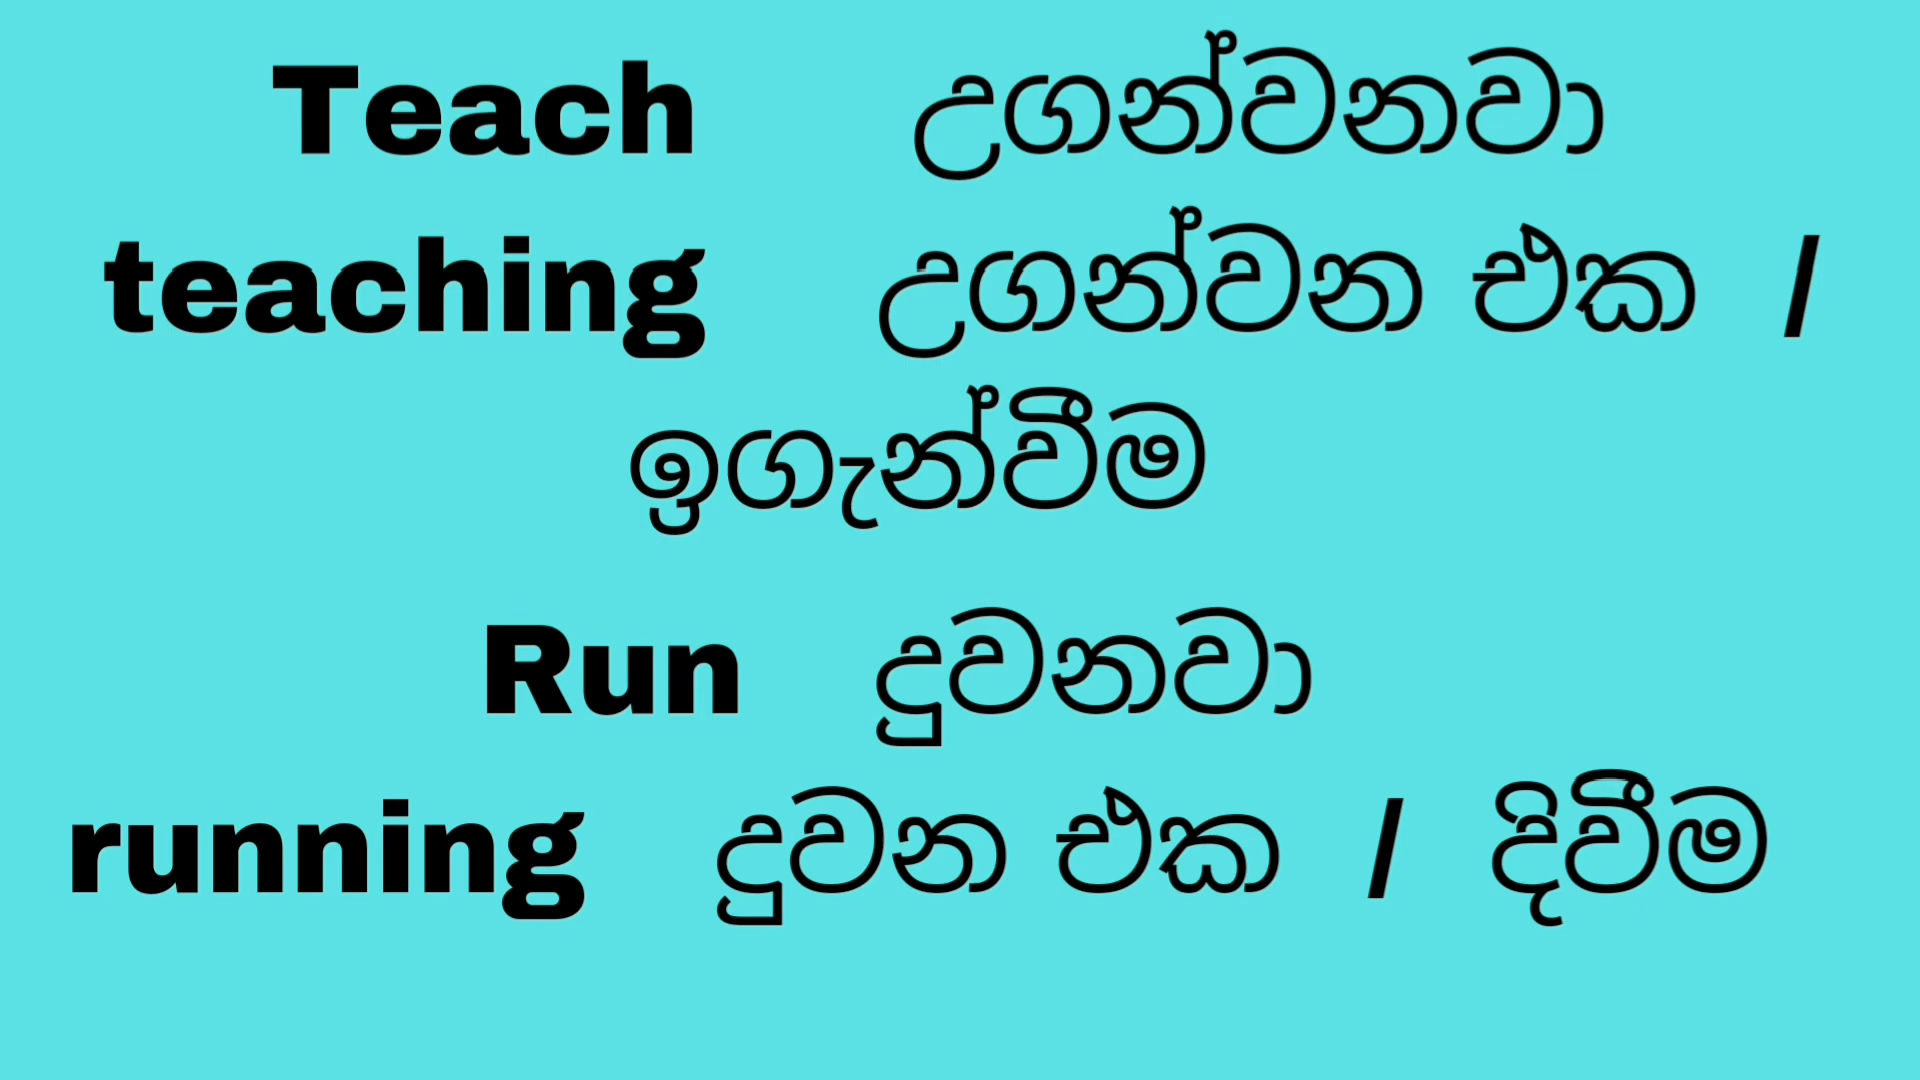 Teach උගන්වනවා
teaching උගන්වන එක /
ඉගැන්වීම
Run දුවනවා
running දුවන එක / දිවීම